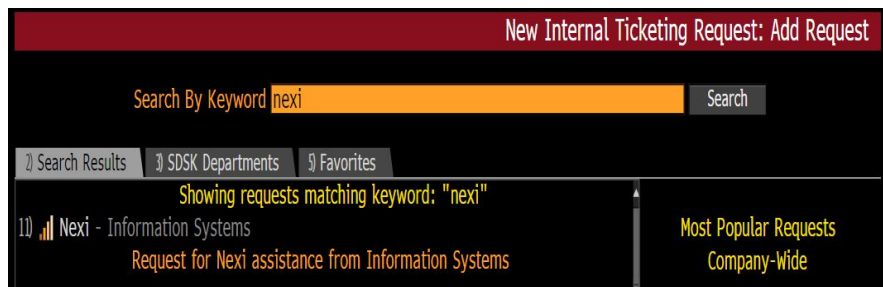 New Internal Ticketing Request: Add Request
Search By Keyword nexi Search
2) Search Results 3) SDSK Departments 5) Favorites
Showing requests matching keyword: "nexi"
11) Nexi - Information Systems
Request for Nexi assistance from Information Systems
Most Popular Requests
Company-Wide